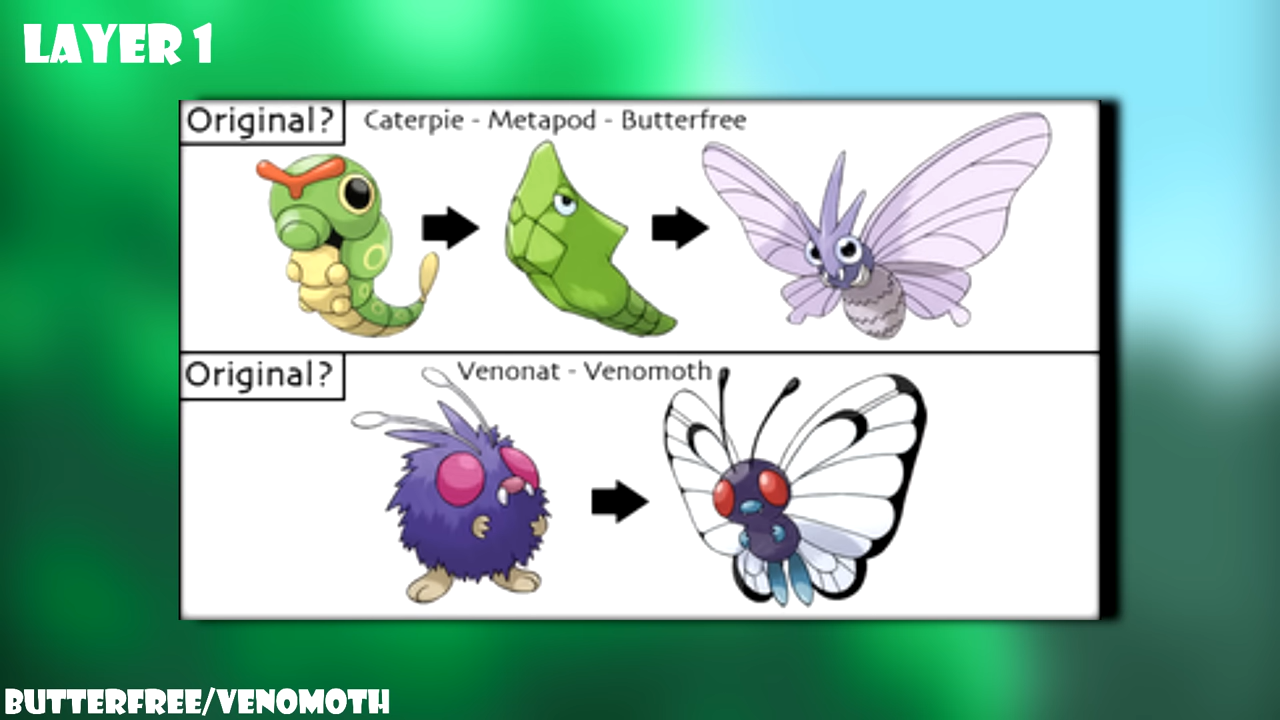 LAYER 1
Original?
Caterpie - Metapod - Butterfree
Original?
Venonat - Venomoth
BUTTERFREE/VENOMOTH